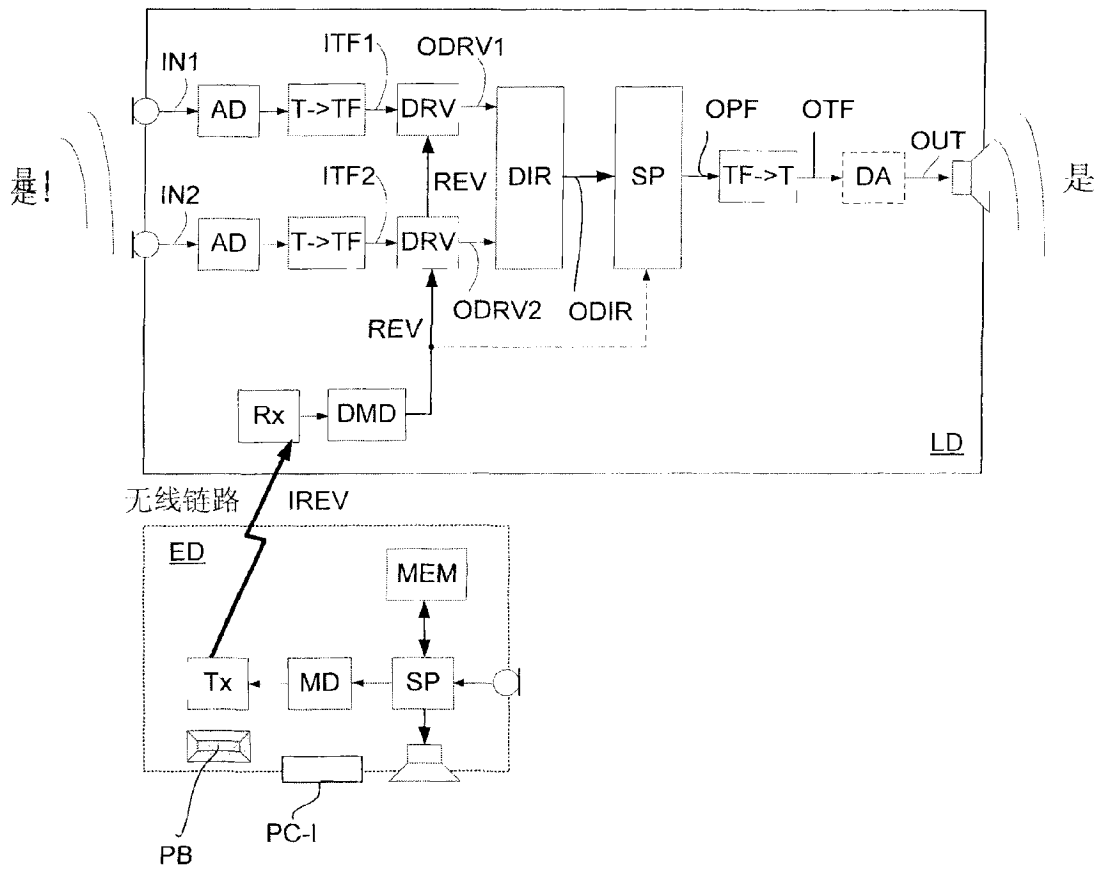 IN1
ITF1
ODRV1
AD
T->TF
DRV
OPF
OTF
OUT
REV
DIR
SP
TF->T
DA
是!
是
IN2
ITF2
AD
T->TF
DRV
ODRV2
ODIR
REV
Rx
DMD
LD
无线链路
IREV
ED
MEM
Tx
MD
SP
PC-I
PB